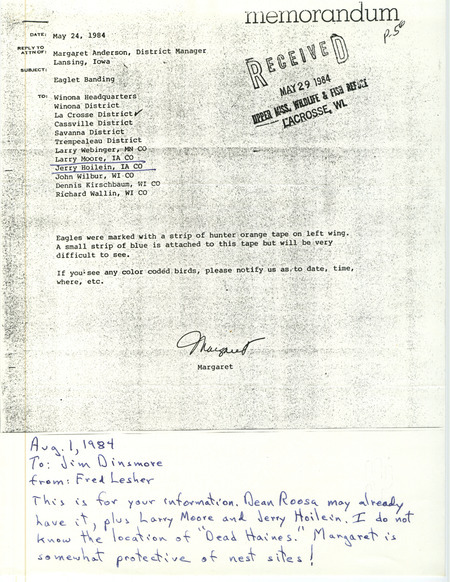 memorandum
p.50
DATE: May 24, 1984
REPLY TO
ATTN OF: Margaret Anderson, District Manager
Lansing, Iowa
SUBJECT:
Eaglet Banding
RECEIVED
MAY 29 1984
UPPER MISS. WILDLIFE & FISH REFUGE
LACROSSE, WI.
TO: Winona Headquarters
Winona District
La Crosse District ✓
Cassville District
Savanna District
Trempealeau District
Larry Webinger, MN CO
Larry Moore, IA CO
Jerry Hoilein, IA CO
John Wilbur, WI CO
Dennis Kirschbaum, WI CO
Richard Wallin, WI CO
Eagles were marked with a strip of hunter orange tape on left wing.
A small strip of blue is attached to this tape but will be very
difficult to see.
If you see any color coded birds, please notify us as to date, time,
where, etc.
Margaret
Margaret
Aug. 1, 1984
To: Jim Dinsmore
from: Fred Lesher
This is for your information. Dean Roosa may already
have it, plus Larry Moore and Jerry Hoilein. I do not
know the location of "Dead Haines." Margaret is
somewhat protective of nest sites!